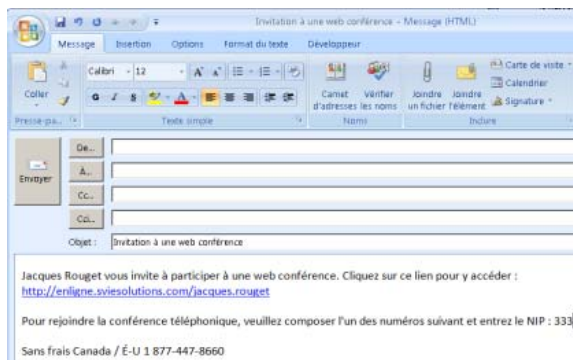 Invitation à une web conférence - Message (HTML)
Message Insertion Options Format du texte Développeur
Coller
Calibri 12
G I S
Carnet d'adresses
Vérifier les noms
Joindre un fichier
Joindre l'élément
Carte de visite
Calendrier
Signature
Presse-pa... Texte simple Noms Inclure
Envoyer
De...
À...
Cc...
Cci...
Objet : Invitation à une web conférence
Jacques Rouget vous invite à participer à une web conférence. Cliquez sur ce lien pour y accéder :
http://enligne.sviesolutions.com/jacques.rouget
Pour rejoindre la conférence téléphonique, veuillez composer l'un des numéros suivant et entrez le NIP : 333
Sans frais Canada / É-U 1 877-447-8660